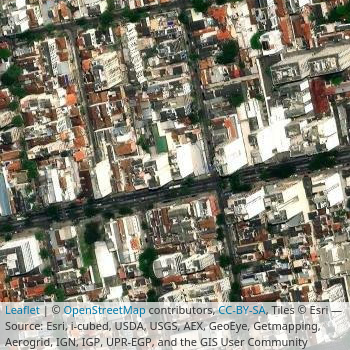 Leaflet | © OpenStreetMap contributors, CC-BY-SA, Tiles © Esri —
Source: Esri, i-cubed, USDA, USGS, AEX, GeoEye, Getmapping,
Aerogrid, IGN, IGP, UPR-EGP, and the GIS User Community